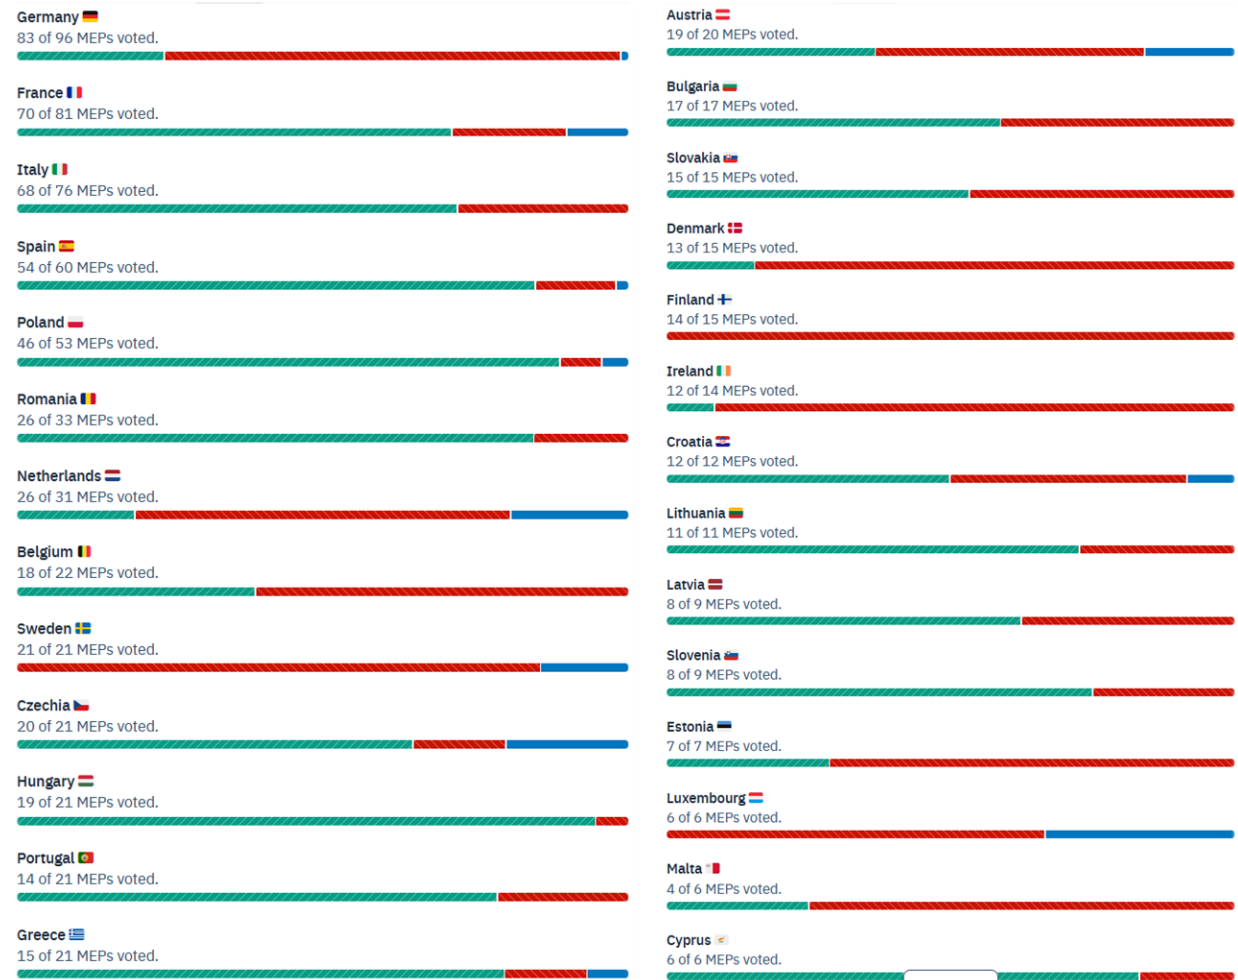 Germany
83 of 96 MEPs voted.
France
70 of 81 MEPs voted.
Italy
68 of 76 MEPs voted.
Spain
54 of 60 MEPs voted.
Poland
46 of 53 MEPs voted.
Romania
26 of 33 MEPs voted.
Netherlands
26 of 31 MEPs voted.
Belgium
18 of 22 MEPs voted.
Sweden
21 of 21 MEPs voted.
Czechia
20 of 21 MEPs voted.
Hungary
19 of 21 MEPs voted.
Portugal
14 of 21 MEPs voted.
Greece
15 of 21 MEPs voted.
Austria
19 of 20 MEPs voted.
Bulgaria
17 of 17 MEPs voted.
Slovakia
15 of 15 MEPs voted.
Denmark
13 of 15 MEPs voted.
Finland
14 of 15 MEPs voted.
Ireland
12 of 14 MEPs voted.
Croatia
12 of 12 MEPs voted.
Lithuania
11 of 11 MEPs voted.
Latvia
8 of 9 MEPs voted.
Slovenia
8 of 9 MEPs voted.
Estonia
7 of 7 MEPs voted.
Luxembourg
6 of 6 MEPs voted.
Malta
4 of 6 MEPs voted.
Cyprus
6 of 6 MEPs voted.